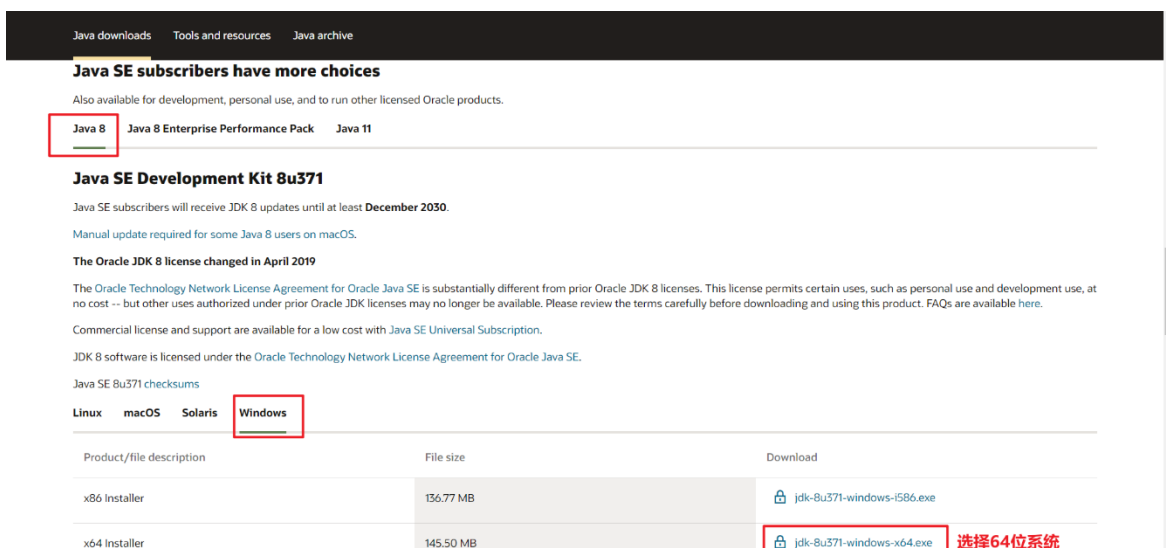 Java downloads Tools and resources Java archive
Java SE subscribers have more choices
Also available for development, personal use, and to run other licensed Oracle products.
Java 8 Java 8 Enterprise Performance Pack Java 11
Java SE Development Kit 8u371
Java SE subscribers will receive JDK 8 updates until at least December 2030.
Manual update required for some Java 8 users on macOS.
The Oracle JDK 8 license changed in April 2019
The Oracle Technology Network License Agreement for Oracle Java SE is substantially different from prior Oracle JDK 8 licenses. This license permits certain uses, such as personal use and development use, at
no cost -- but other uses authorized under prior Oracle JDK licenses may no longer be available. Please review the terms carefully before downloading and using this product. FAQs are available here.
Commercial license and support are available for a low cost with Java SE Universal Subscription.
JDK 8 software is licensed under the Oracle Technology Network License Agreement for Oracle Java SE.
Java SE 8u371 checksums
Linux macOS Solaris Windows
Product/file description File size Download
x86 Installer 136.77 MB jdk-8u371-windows-i586.exe
x64 Installer 145.50 MB jdk-8u371-windows-x64.exe 选择64位系统